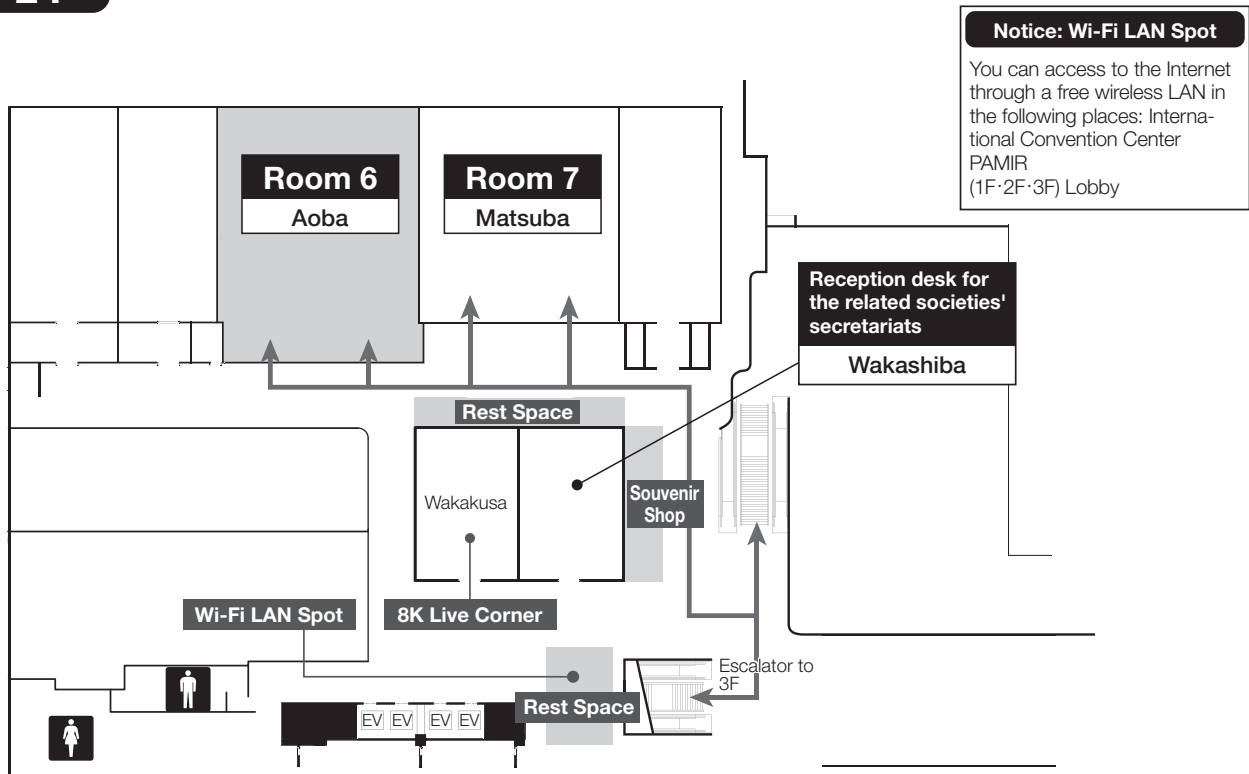 Notice: Wi-Fi LAN Spot
You can access to the Internet
through a free wireless LAN in
the following places: Interna-
tional Convention Center
PAMIR
(1F·2F·3F) Lobby
Room 6
Aoba
Room 7
Matsuba
Reception desk for
the related societies'
secretariats
Wakashiba
Rest Space
Wakakusa
Souvenir
Shop
Wi-Fi LAN Spot
8K Live Corner
Escalator to
3F
Rest Space
EV EV EV EV